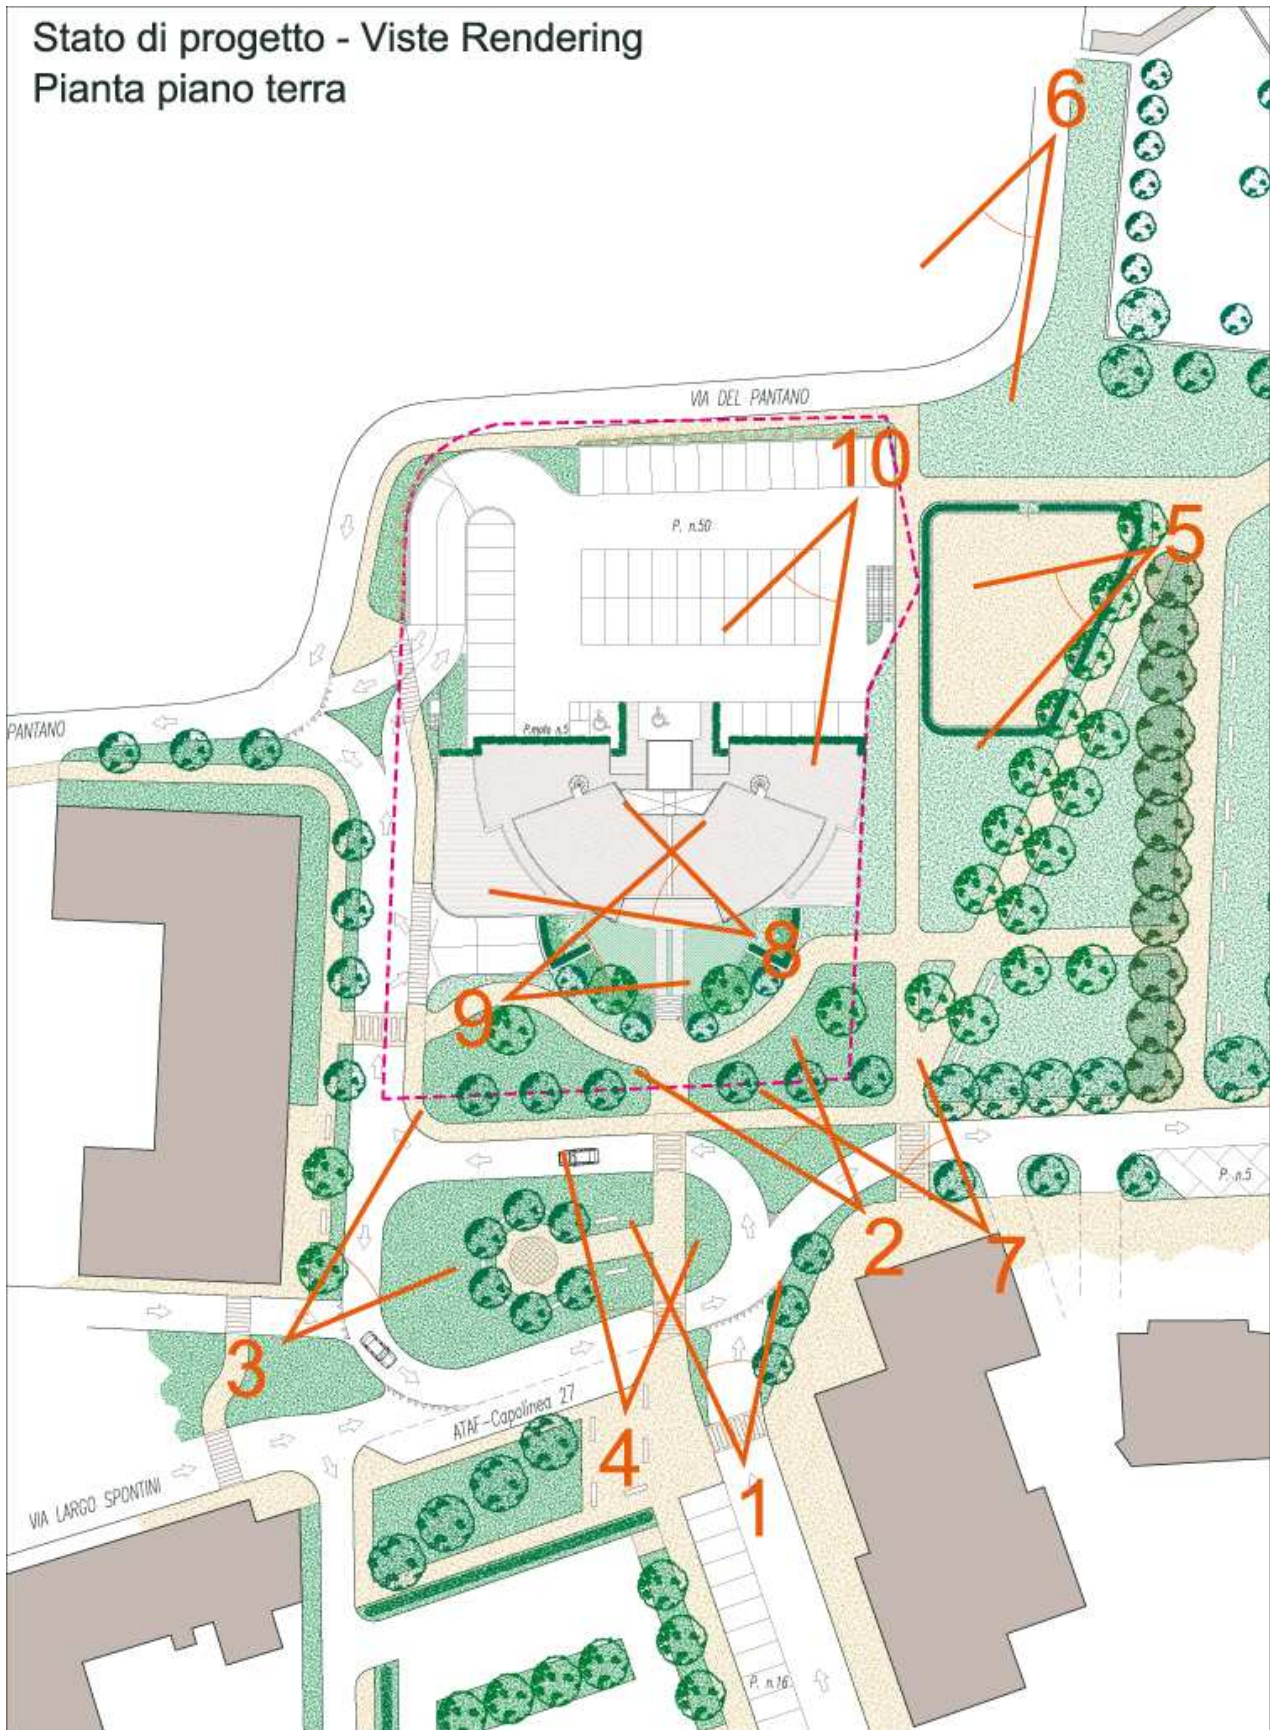 Stato di progetto - Viste Rendering
Pianta piano terra
6
VIA DEL PANTANO
10
P. n.50
5
PANTANO
P.moto n.5
8
9
P. n.5
2
7
3
ATAF-Capolinea 27
4
VIA LARGO SPONTINI
1
P. n.16